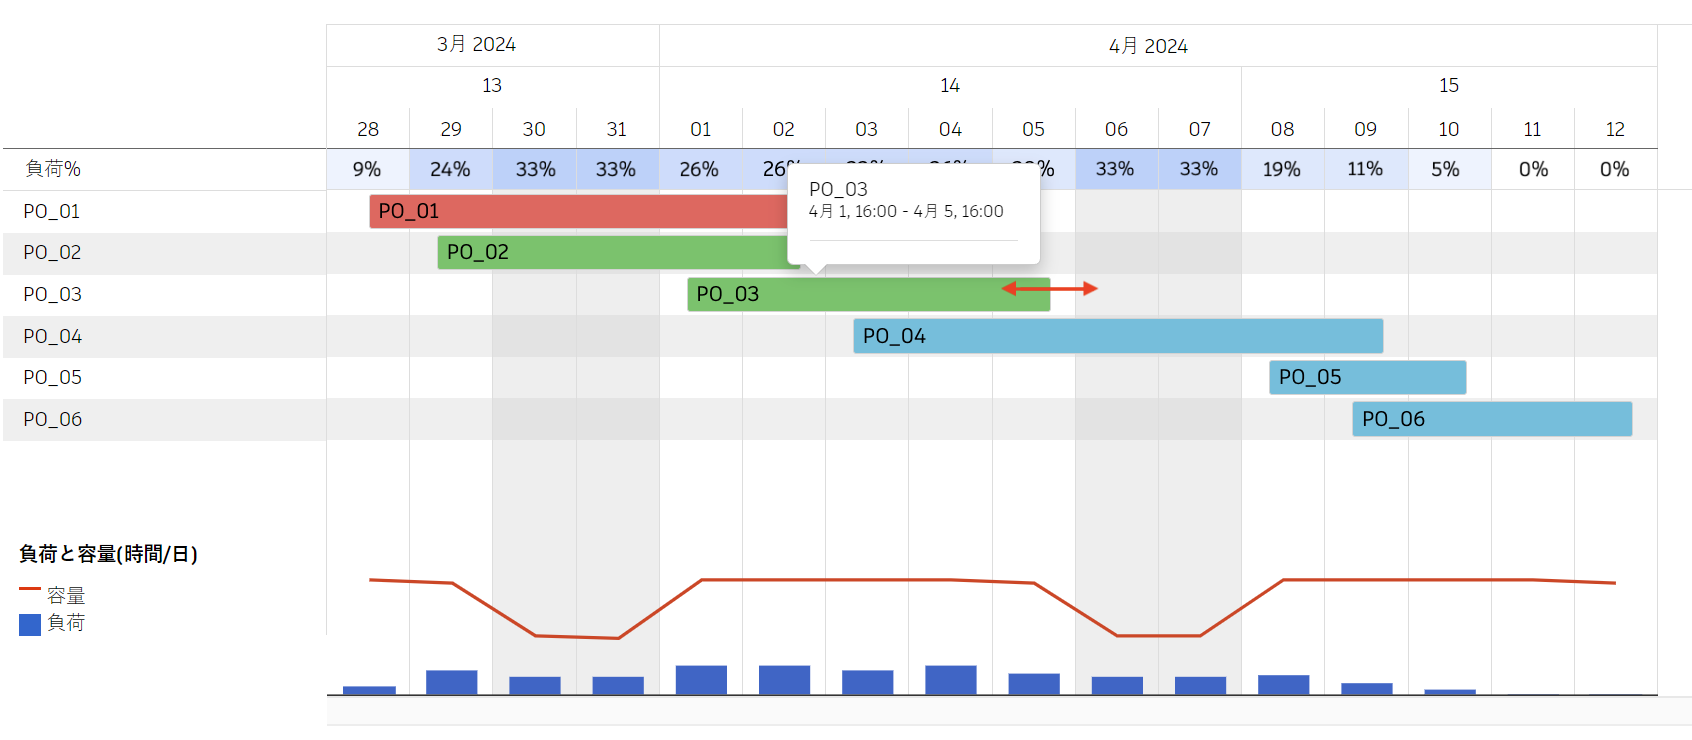 3月 2024 4月 2024
13 14 15
28 29 30 31 01 02 03 04 05 06 07 08 09 10 11 12
負荷% 9% 24% 33% 33% 26% 33% 33% 19% 11% 5% 0% 0%
PO_03
4月 1, 16:00 - 4月 5, 16:00
PO_01 PO_01
PO_02 PO_02
PO_03 PO_03
PO_04 PO_04
PO_05 PO_05
PO_06 PO_06
負荷と容量(時間/日)
容量
負荷